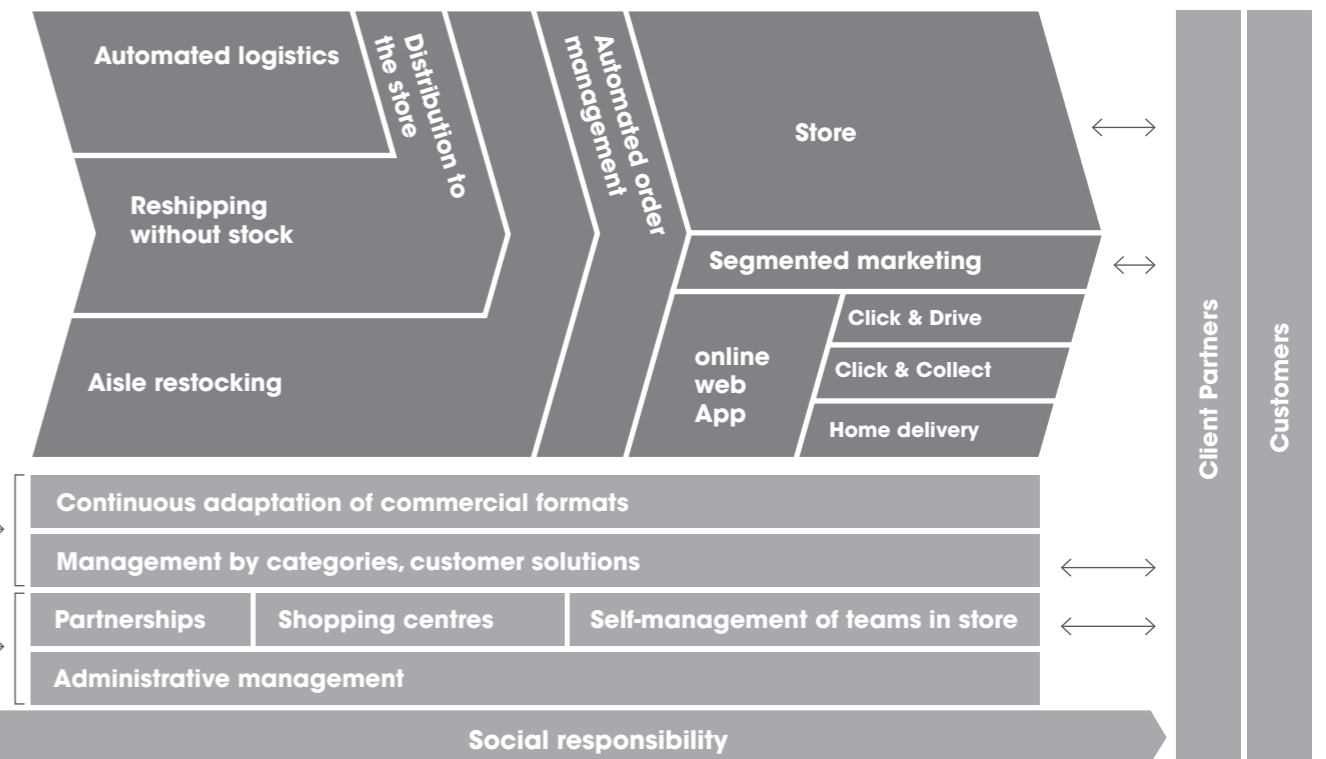 Automated logistics
Distribution to
the store
Automated order
management
Store
Reshipping
without stock
Segmented marketing
Aisle restocking
online
web
App
Click & Drive
Click & Collect
Home delivery
Client Partners
Customers
Continuous adaptation of commercial formats
Management by categories, customer solutions
Partnerships
Shopping centres
Self-management of teams in store
Administrative management
Social responsibility